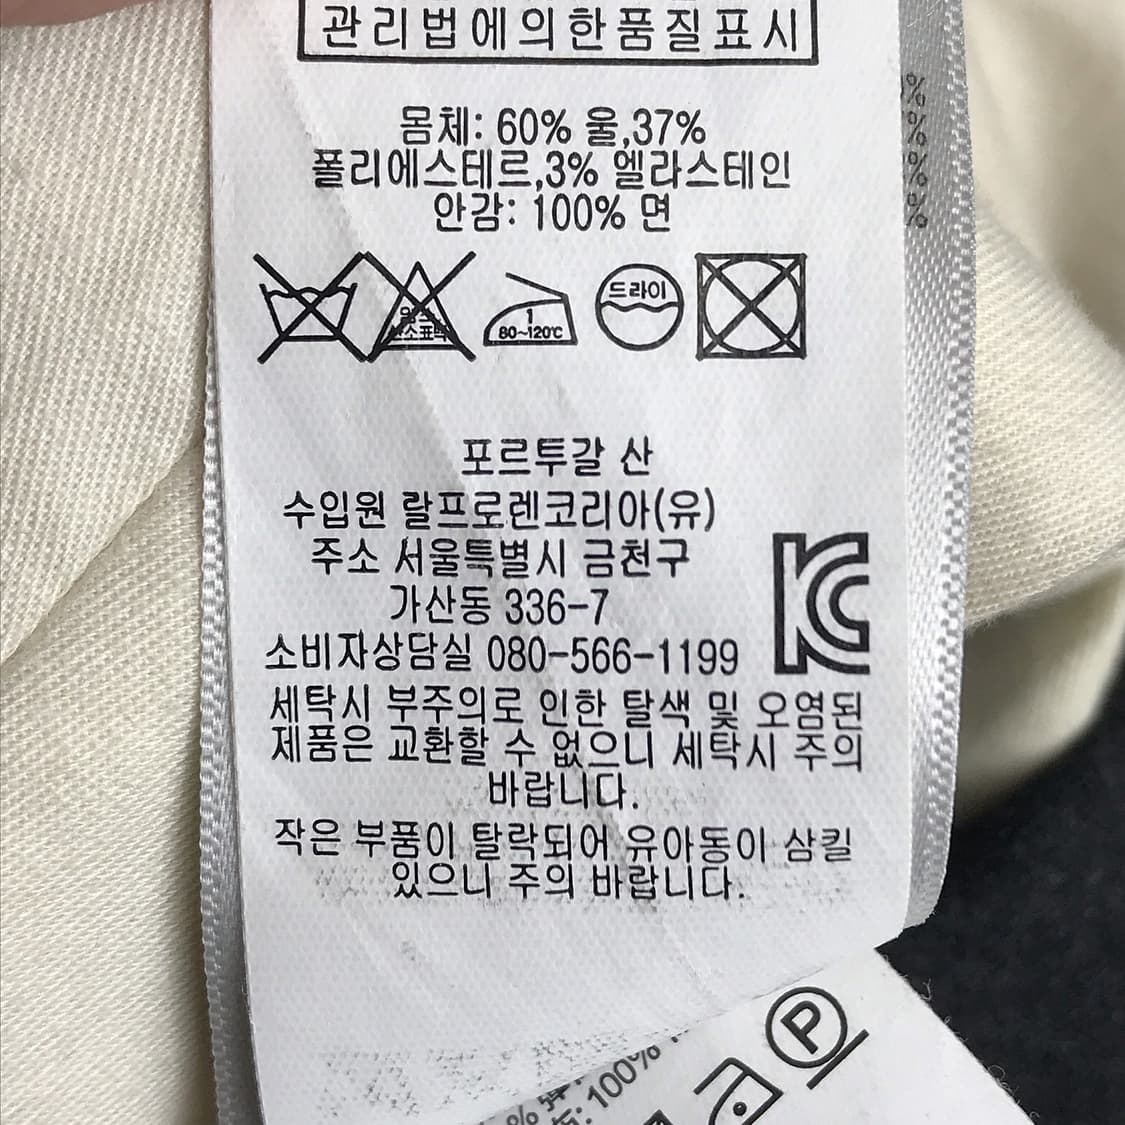 관리법에의한품질표시
몸체: 60% 울,37%
폴리에스테르,3% 엘라스테인
안감: 100% 면
드라이
1
80~120℃
포르투갈 산
수입원 랄프로렌코리아(유)
주소 서울특별시 금천구
가산동 336-7
소비자상담실 080-566-1199
세탁시 부주의로 인한 탈색 및 오염된
제품은 교환할 수 없으니 세탁시 주의
바랍니다.
작은 부품이 탈락되어 유아동이 삼킬
있으니 주의 바랍니다.
%
%
%
%
P
: 100%
%